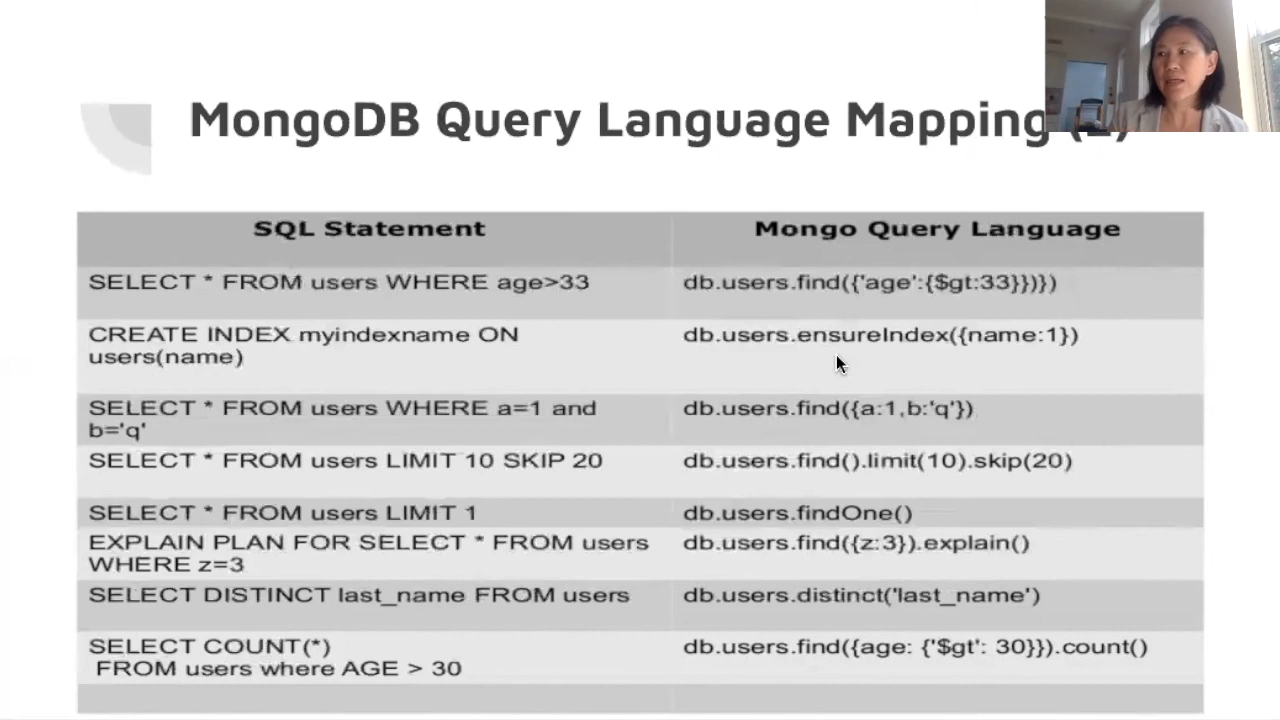 MongoDB Query Language Mapping
SQL Statement
Mongo Query Language
SELECT * FROM users WHERE age>33
db.users.find({'age':{$gt:33}})})
CREATE INDEX myindexname ON
users(name)
db.users.ensureIndex({name:1})
SELECT * FROM users WHERE a=1 and
b='q'
db.users.find({a:1,b:'q'})
SELECT * FROM users LIMIT 10 SKIP 20
db.users.find().limit(10).skip(20)
SELECT * FROM users LIMIT 1
db.users.findOne()
EXPLAIN PLAN FOR SELECT * FROM users
WHERE z=3
db.users.find({z:3}).explain()
SELECT DISTINCT last_name FROM users
db.users.distinct('last_name')
SELECT COUNT(*)
FROM users where AGE > 30
db.users.find({age: {'$gt': 30}}).count()